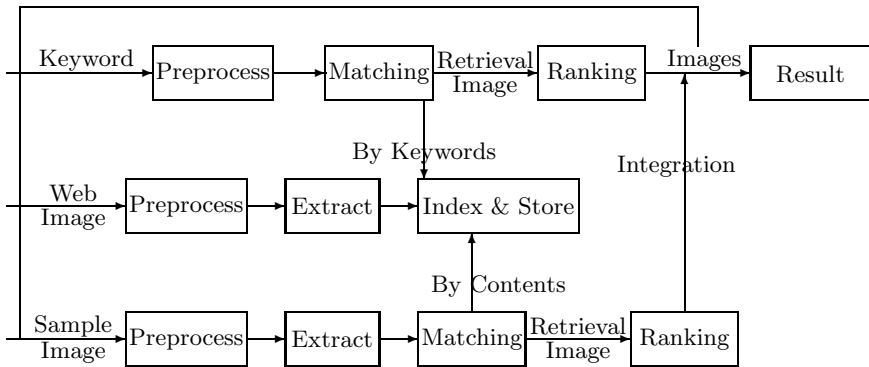 Keyword
Preprocess
Matching
Retrieval
Image
Ranking
Images
Result
By Keywords
Integration
Web
Image
Preprocess
Extract
Index & Store
By Contents
Sample
Image
Preprocess
Extract
Matching
Retrieval
Image
Ranking